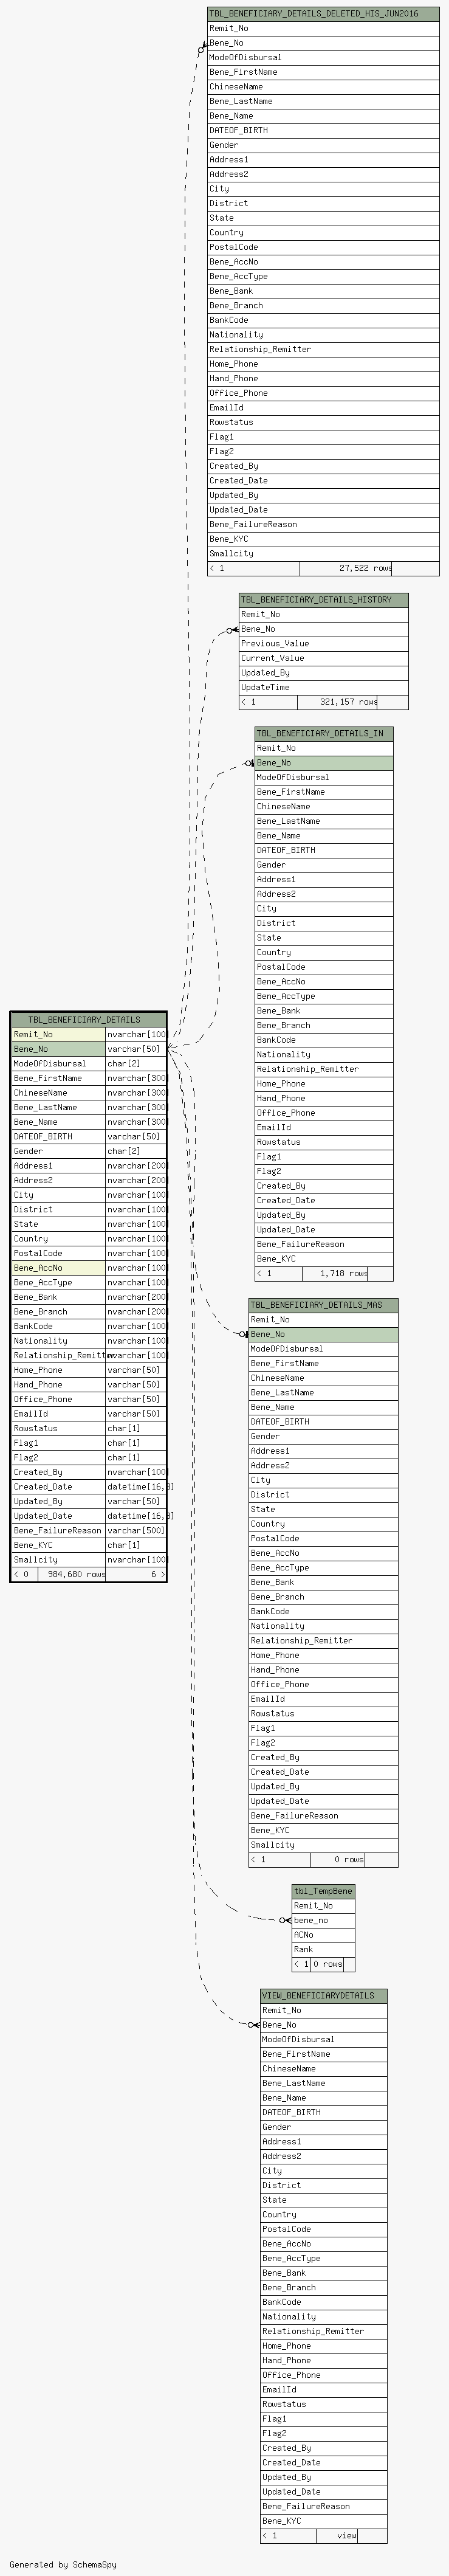 TBL_BENEFICIARY_DETAILS_DELETED_HIS_JUN2016
Remit_No
Bene_No
ModeOfDisbursal
Bene_FirstName
ChineseName
Bene_LastName
Bene_Name
DATEOF_BIRTH
Gender
Address1
Address2
City
District
State
Country
PostalCode
Bene_AccNo
Bene_AccType
Bene_Bank
Bene_Branch
BankCode
Nationality
Relationship_Remitter
Home_Phone
Hand_Phone
Office_Phone
EmailId
Rowstatus
Flag1
Flag2
Created_By
Created_Date
Updated_By
Updated_Date
Bene_FailureReason
Bene_KYC
Smallcity
< 1 27,522 rows
TBL_BENEFICIARY_DETAILS_HISTORY
Remit_No
Bene_No
Previous_Value
Current_Value
Updated_By
UpdateTime
< 1 321,157 rows
TBL_BENEFICIARY_DETAILS_IN
Remit_No
Bene_No
ModeOfDisbursal
Bene_FirstName
ChineseName
Bene_LastName
Bene_Name
DATEOF_BIRTH
Gender
Address1
Address2
City
District
State
Country
PostalCode
Bene_AccNo
Bene_AccType
Bene_Bank
Bene_Branch
BankCode
Nationality
Relationship_Remitter
Home_Phone
Hand_Phone
Office_Phone
EmailId
Rowstatus
Flag1
Flag2
Created_By
Created_Date
Updated_By
Updated_Date
Bene_FailureReason
Bene_KYC
< 1 1,718 rows
TBL_BENEFICIARY_DETAILS
Remit_No nvarchar[100]
Bene_No varchar[50]
ModeOfDisbursal char[2]
Bene_FirstName nvarchar[300]
ChineseName nvarchar[300]
Bene_LastName nvarchar[300]
Bene_Name nvarchar[300]
DATEOF_BIRTH varchar[50]
Gender char[2]
Address1 nvarchar[200]
Address2 nvarchar[200]
City nvarchar[100]
District nvarchar[100]
State nvarchar[100]
Country nvarchar[100]
PostalCode nvarchar[100]
Bene_AccNo nvarchar[100]
Bene_AccType nvarchar[100]
Bene_Bank nvarchar[200]
Bene_Branch nvarchar[200]
BankCode nvarchar[100]
Nationality nvarchar[100]
Relationship_Remitter nvarchar[100]
Home_Phone varchar[50]
Hand_Phone varchar[50]
Office_Phone varchar[50]
EmailId varchar[50]
Rowstatus char[1]
Flag1 char[1]
Flag2 char[1]
Created_By nvarchar[100]
Created_Date datetime[16,3]
Updated_By varchar[50]
Updated_Date datetime[16,3]
Bene_FailureReason varchar[500]
Bene_KYC char[1]
Smallcity nvarchar[100]
< 0 984,680 rows 6 >
TBL_BENEFICIARY_DETAILS_MAS
Remit_No
Bene_No
ModeOfDisbursal
Bene_FirstName
ChineseName
Bene_LastName
Bene_Name
DATEOF_BIRTH
Gender
Address1
Address2
City
District
State
Country
PostalCode
Bene_AccNo
Bene_AccType
Bene_Bank
Bene_Branch
BankCode
Nationality
Relationship_Remitter
Home_Phone
Hand_Phone
Office_Phone
EmailId
Rowstatus
Flag1
Flag2
Created_By
Created_Date
Updated_By
Updated_Date
Bene_FailureReason
Bene_KYC
Smallcity
< 1 0 rows
tbl_TempBene
Remit_No
bene_no
ACNo
Rank
< 1 0 rows
VIEW_BENEFICIARYDETAILS
Remit_No
Bene_No
ModeOfDisbursal
Bene_FirstName
ChineseName
Bene_LastName
Bene_Name
DATEOF_BIRTH
Gender
Address1
Address2
City
District
State
Country
PostalCode
Bene_AccNo
Bene_AccType
Bene_Bank
Bene_Branch
BankCode
Nationality
Relationship_Remitter
Home_Phone
Hand_Phone
Office_Phone
EmailId
Rowstatus
Flag1
Flag2
Created_By
Created_Date
Updated_By
Updated_Date
Bene_FailureReason
Bene_KYC
< 1 view
Generated by SchemaSpy